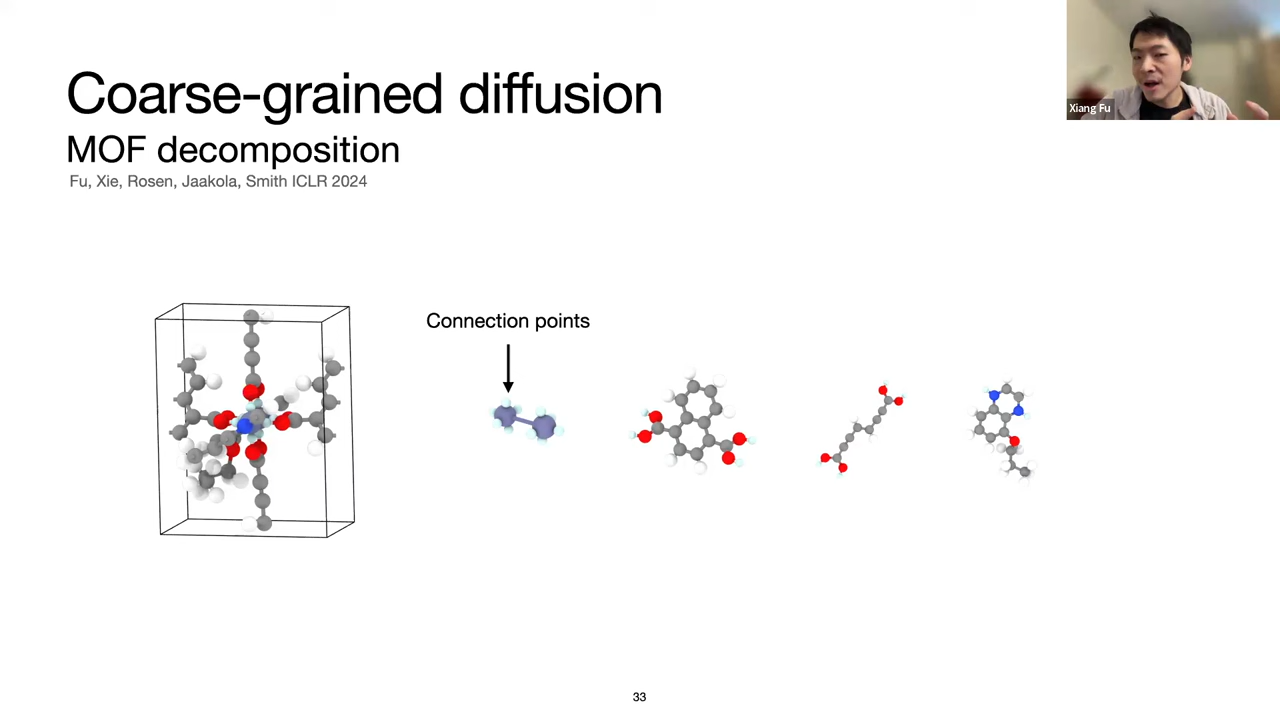 Coarse-grained diffusion
MOF decomposition
Fu, Xie, Rosen, Jaakola, Smith ICLR 2024
Xiang Fu
Connection points
33